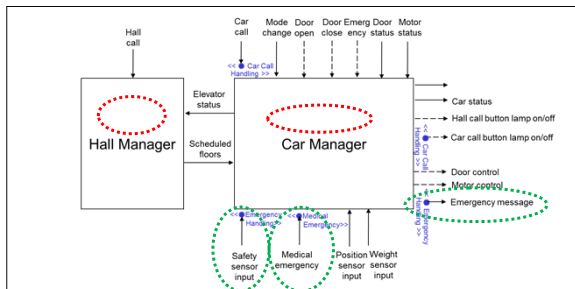 Hall
call
Car
call
Mode
change
Door
open
Door
close
Emerg
ency
Door
status
Motor
status
<< Car Call
Handling >>
Elevator
status
Hall Manager
Scheduled
floors
Car Manager
Car status
Hall call button lamp on/off
<< Car Call
Handing >>
Car call button lamp on/off
Door control
Motor control
<< Emergency
Handing >>
Emergency message
<<Emergency
Handing >
<<Medical
Emergency>>
Safety
sensor
input
Medical
emergency
Position
sensor
input
Weight
sensor
input